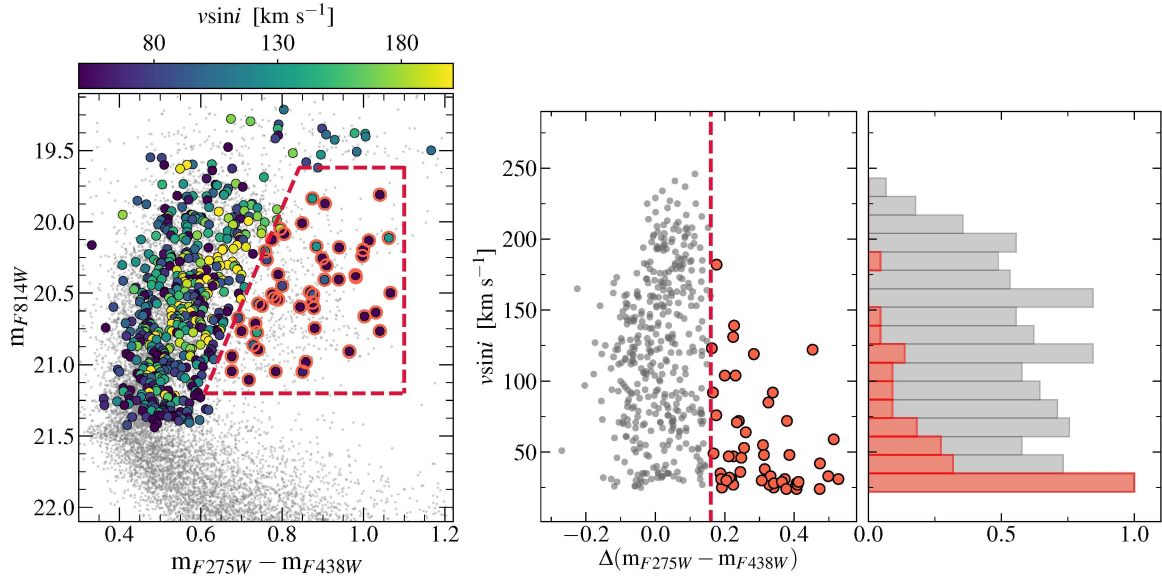 vsini [km s⁻¹]
80 130 180
19.5
20.0
20.5
21.0
21.5
22.0
m_F814W
0.4 0.6 0.8 1.0 1.2
m_F275W − m_F438W
250
200
150
100
50
vsini [km s⁻¹]
−0.2 0.0 0.2 0.4
Δ(m_F275W − m_F438W)
0.0 0.5 1.0